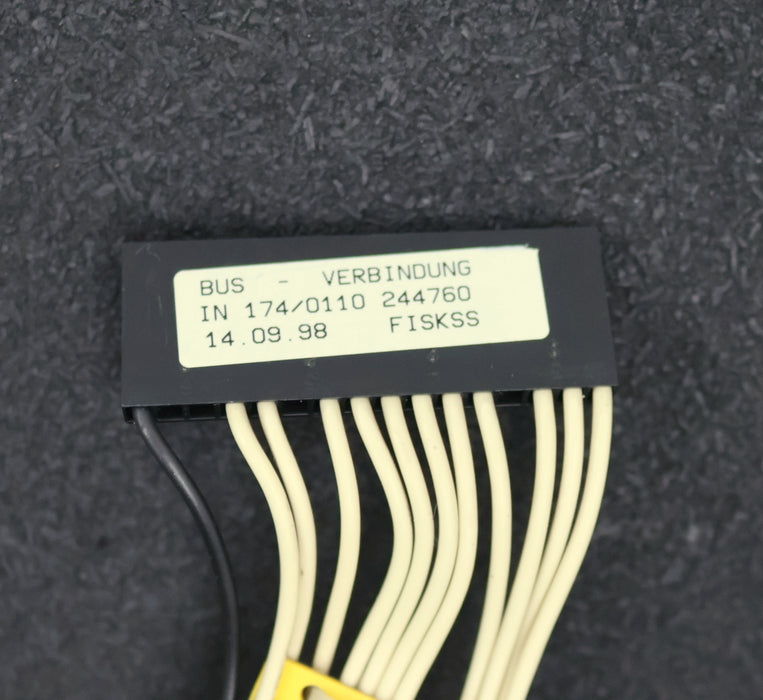 BUS - VERBINDUNG
IN 174/0110 244760
14.09.98 FISKSS